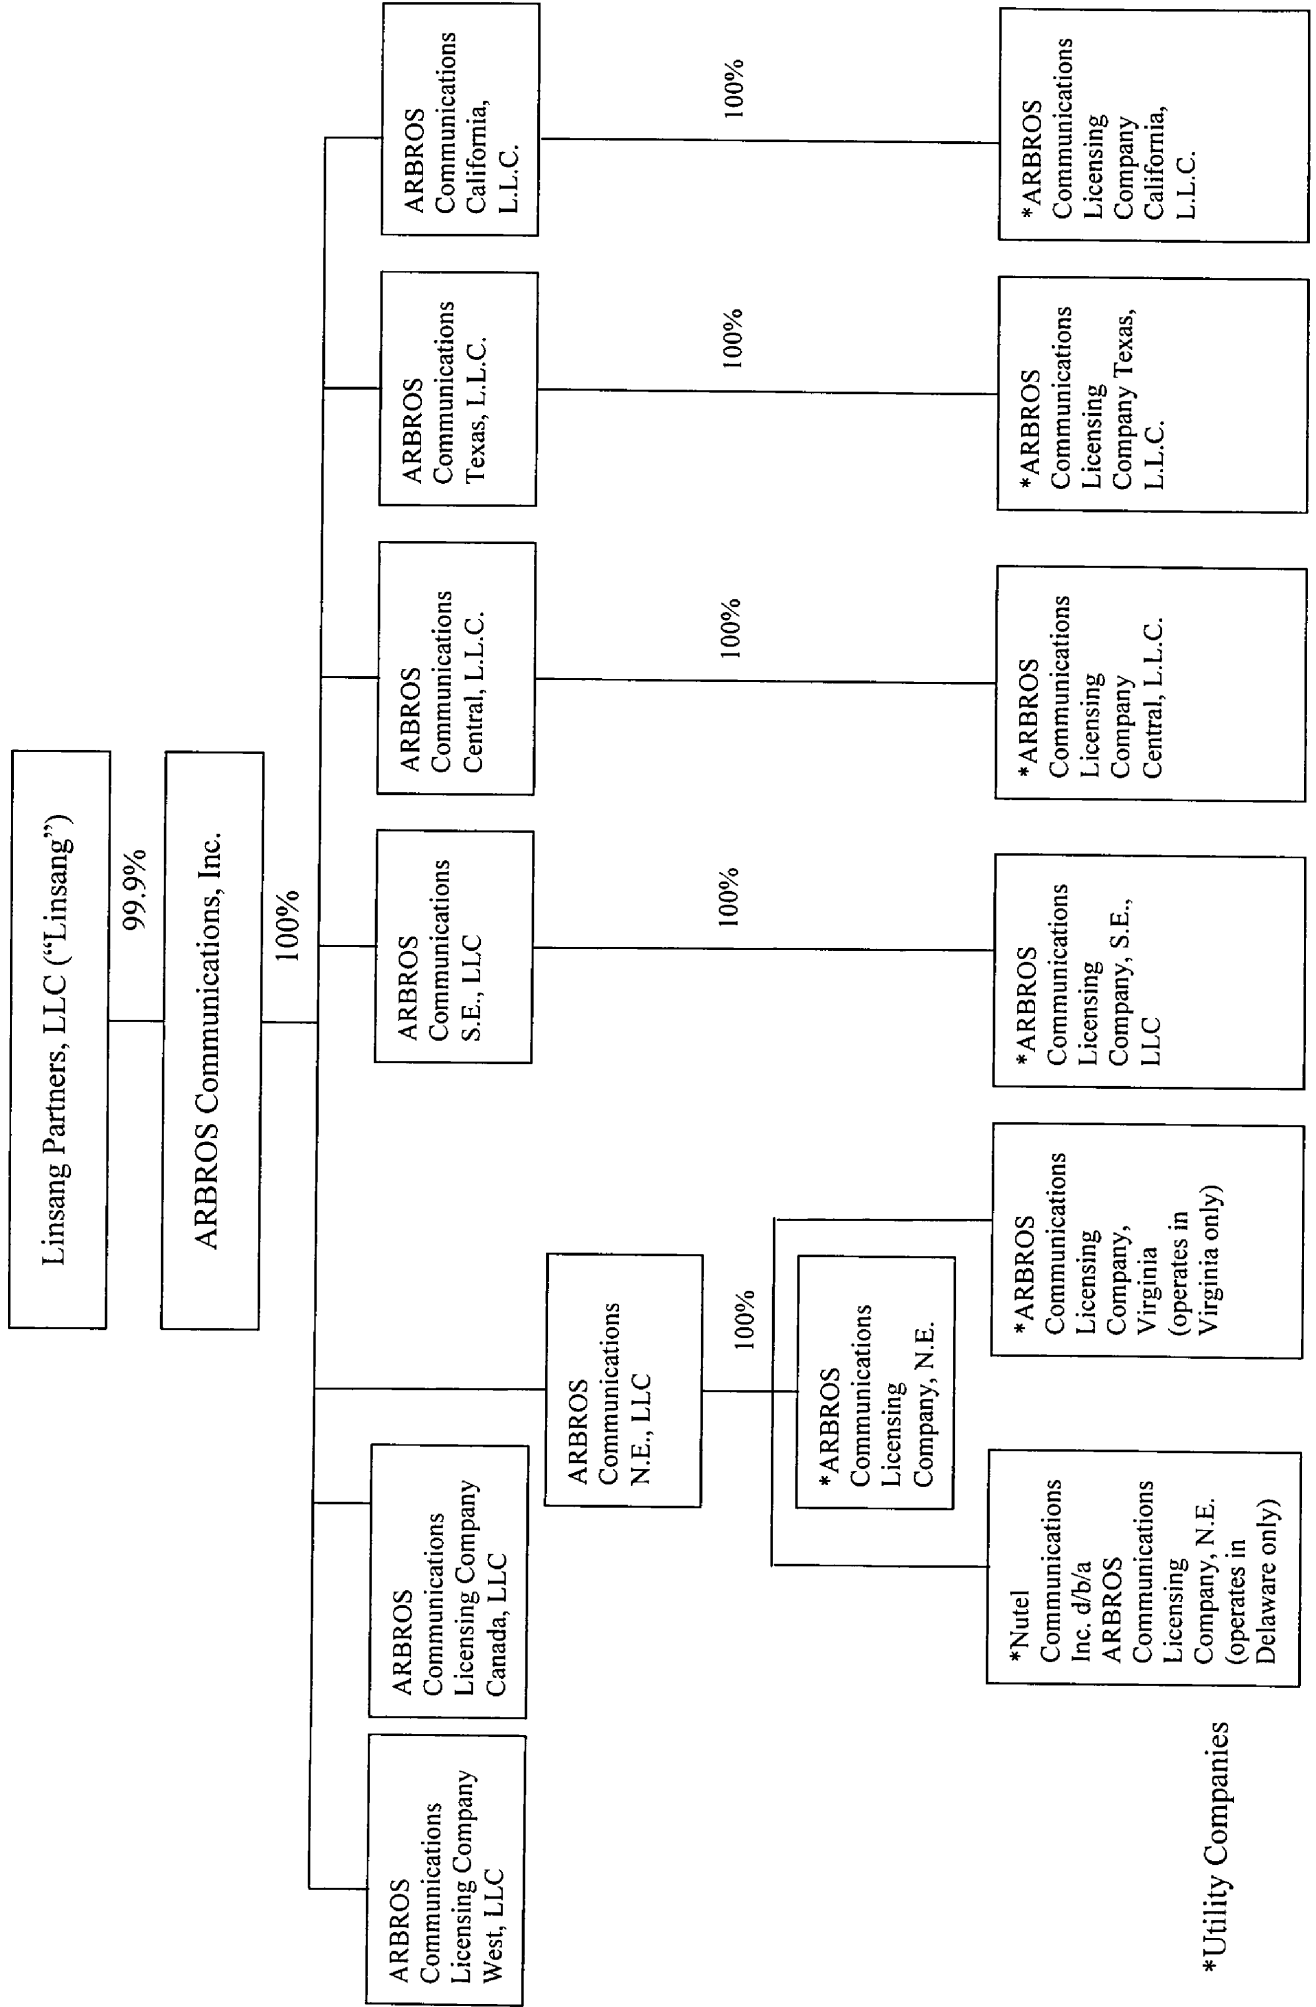 Linsang Partners, LLC (“Linsang”)
99.9%
ARBROS Communications, Inc.
100%
ARBROS
Communications
Licensing Company
West, LLC
ARBROS
Communications
Licensing Company
Canada, LLC
ARBROS
Communications
N.E., LLC
ARBROS
Communications
S.E., LLC
ARBROS
Communications
Central, L.L.C.
ARBROS
Communications
Texas, L.L.C.
ARBROS
Communications
California,
L.L.C.
100%
100%
100%
100%
100%
*ARBROS
Communications
Licensing
Company, N.E.
*Nutel
Communications
Inc. d/b/a
ARBROS
Communications
Licensing
Company, N.E.
(operates in
Delaware only)
*ARBROS
Communications
Licensing
Company,
Virginia
(operates in
Virginia only)
*ARBROS
Communications
Licensing
Company, S.E.,
LLC
*ARBROS
Communications
Licensing
Company
Central, L.L.C.
*ARBROS
Communications
Licensing
Company Texas,
L.L.C.
*ARBROS
Communications
Licensing
Company
California,
L.L.C.
*Utility Companies